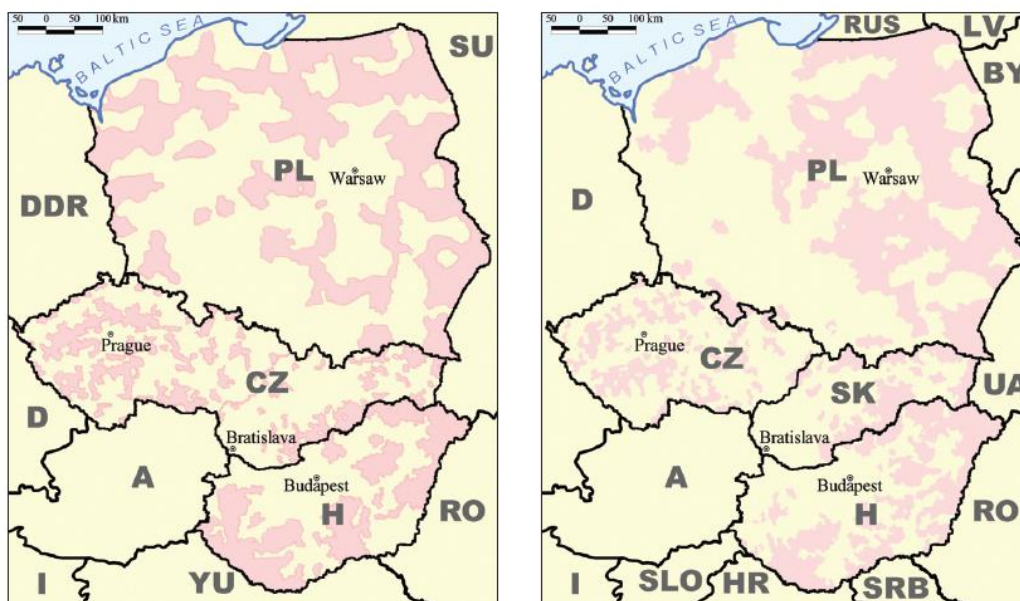 50 0 50 100 km
BALTIC SEA
SU
PL
Warsaw
DDR
Prague
CZ
D
Bratislava
A
Budapest
H
RO
I
YU
50 0 50 100 km
RUS
LV
BALTIC SEA
BY
PL
Warsaw
D
Prague
CZ
SK
UA
Bratislava
A
Budapest
H
RO
I
SLO
HR
SRB